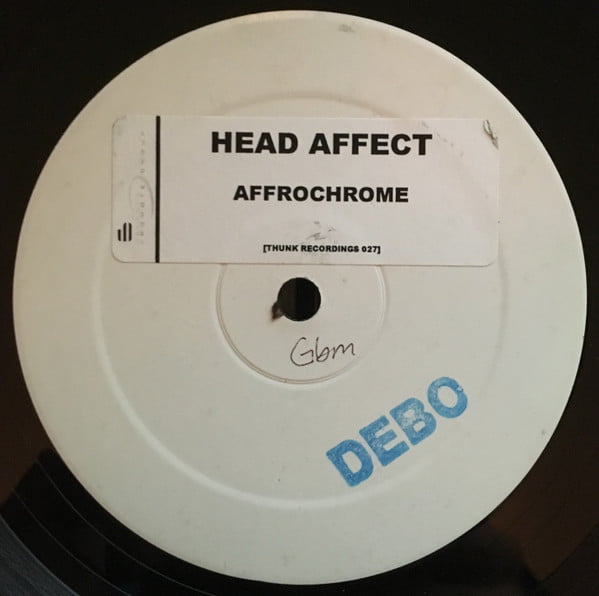 HEAD AFFECT
AFFROCHROME
[THUNK RECORDINGS 027]
Gbm
DEBO